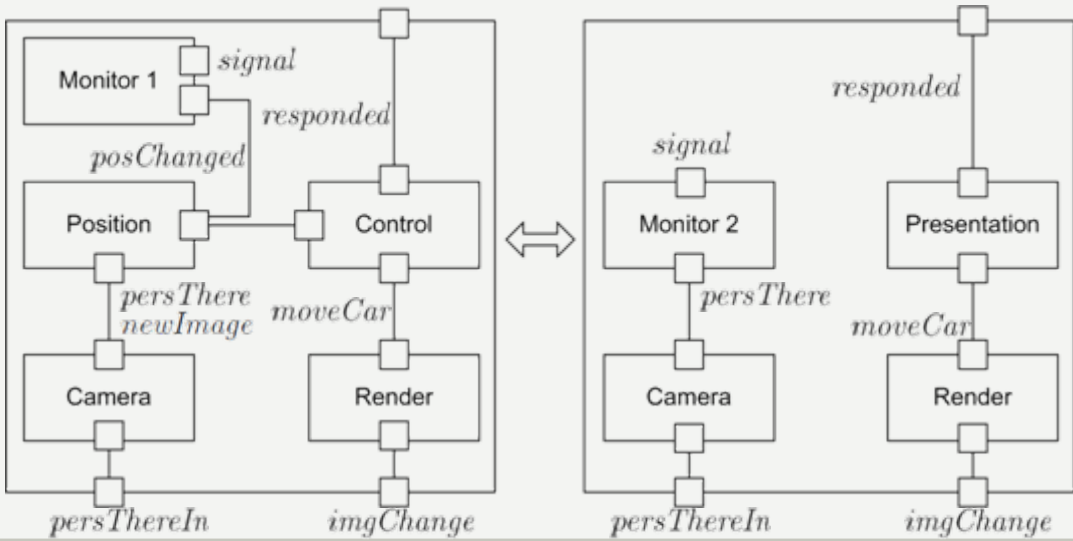 Monitor 1
signal
responded
posChanged
Position
Control
persThere
newImage
moveCar
Camera
Render
persThereIn
imgChange
responded
signal
Monitor 2
Presentation
persThere
moveCar
Camera
Render
persThereIn
imgChange